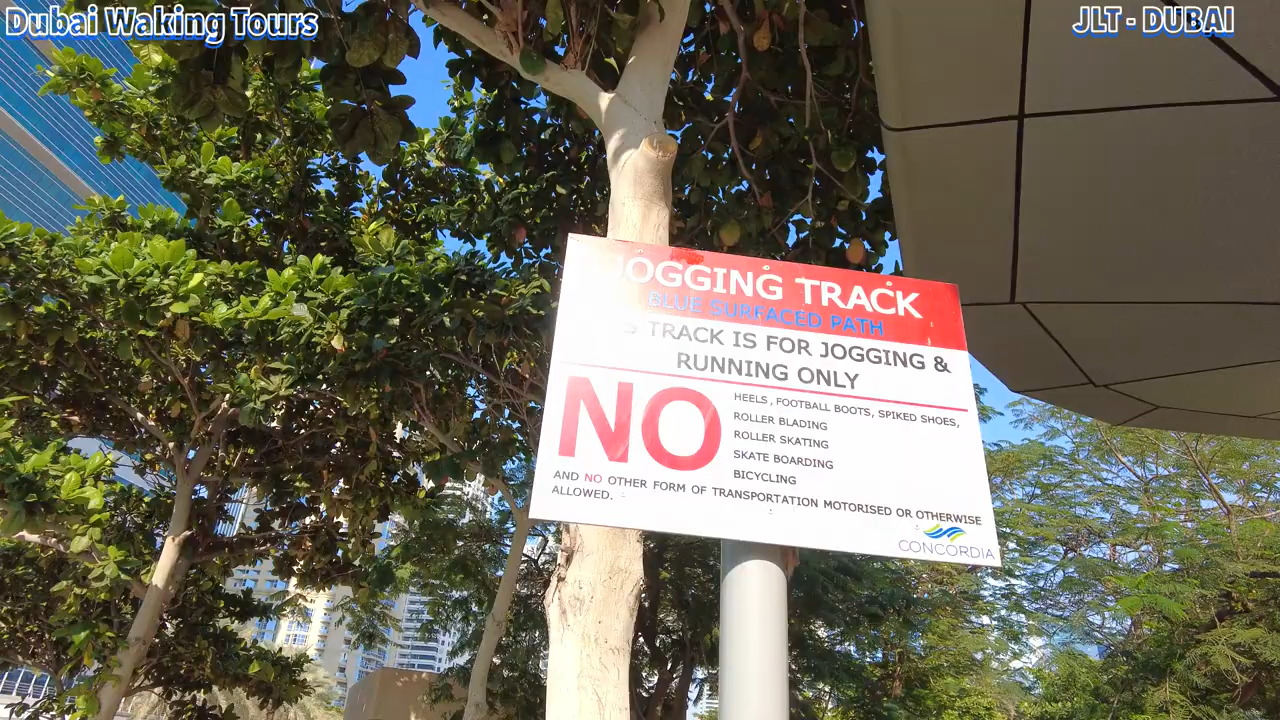 Dubai Waking Tours
JLT - DUBAI
JOGGING TRACK
BLUE SURFACED PATH
TRACK IS FOR JOGGING &
RUNNING ONLY
NO
HEELS, FOOTBALL BOOTS, SPIKED SHOES,
ROLLER BLADING
ROLLER SKATING
SKATE BOARDING
BICYCLING
AND NO OTHER FORM OF TRANSPORTATION MOTORISED OR OTHERWISE
ALLOWED.
CONCORDIA